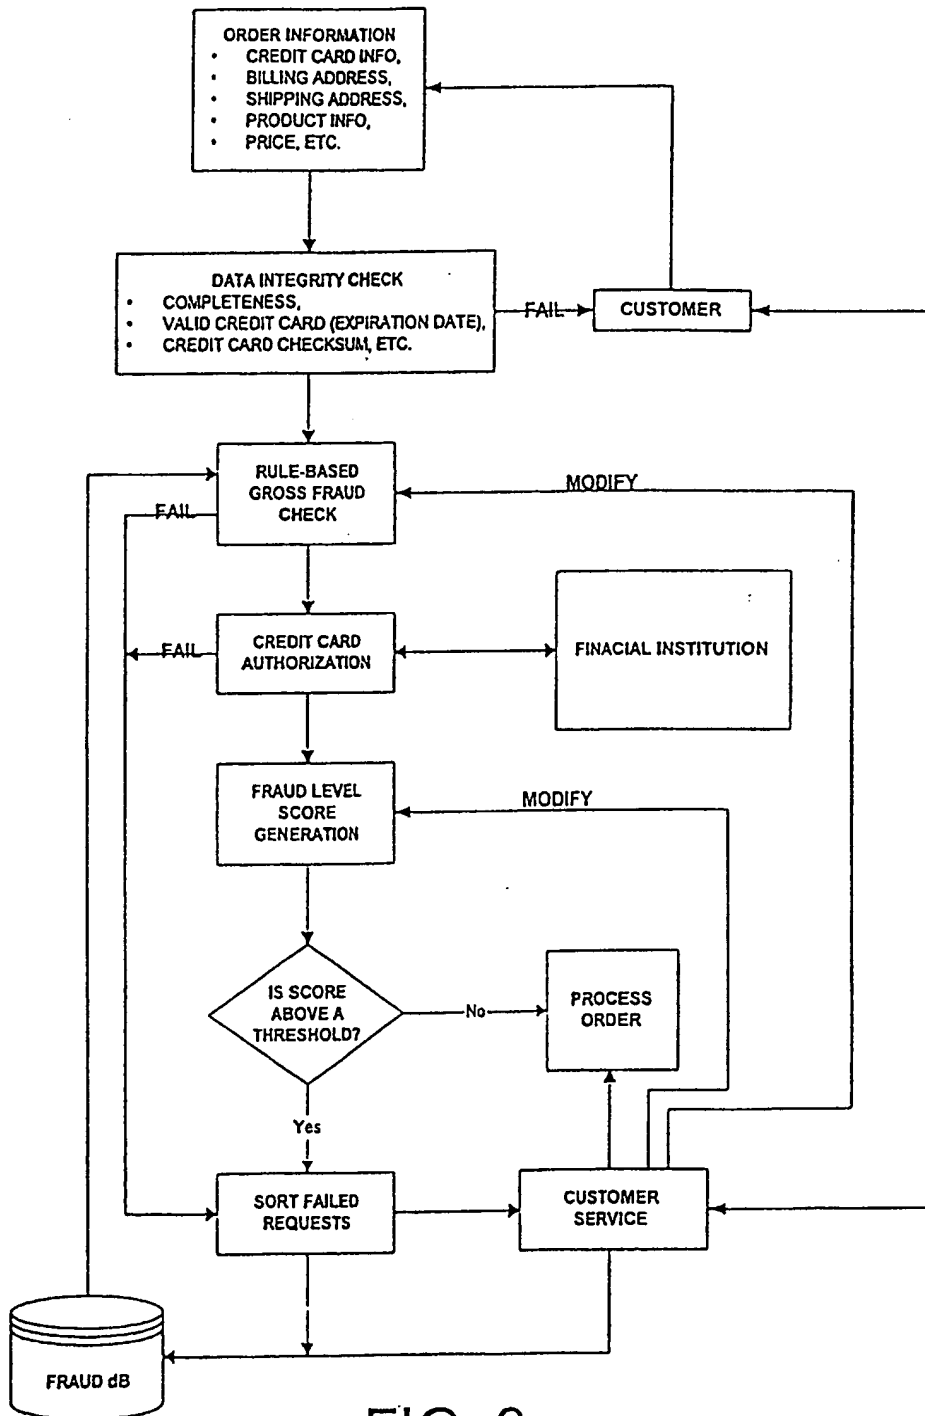 ORDER INFORMATION
• CREDIT CARD INFO,
• BILLING ADDRESS,
• SHIPPING ADDRESS,
• PRODUCT INFO,
• PRICE, ETC.
DATA INTEGRITY CHECK
• COMPLETENESS,
• VALID CREDIT CARD (EXPIRATION DATE),
• CREDIT CARD CHECKSUM, ETC.
FAIL
CUSTOMER
RULE-BASED
GROSS FRAUD
CHECK
MODIFY
FAIL
CREDIT CARD
AUTHORIZATION
FAIL
FINACIAL INSTITUTION
FRAUD LEVEL
SCORE
GENERATION
MODIFY
IS SCORE
ABOVE A
THRESHOLD?
No
PROCESS
ORDER
Yes
SORT FAILED
REQUESTS
CUSTOMER
SERVICE
FRAUD dB